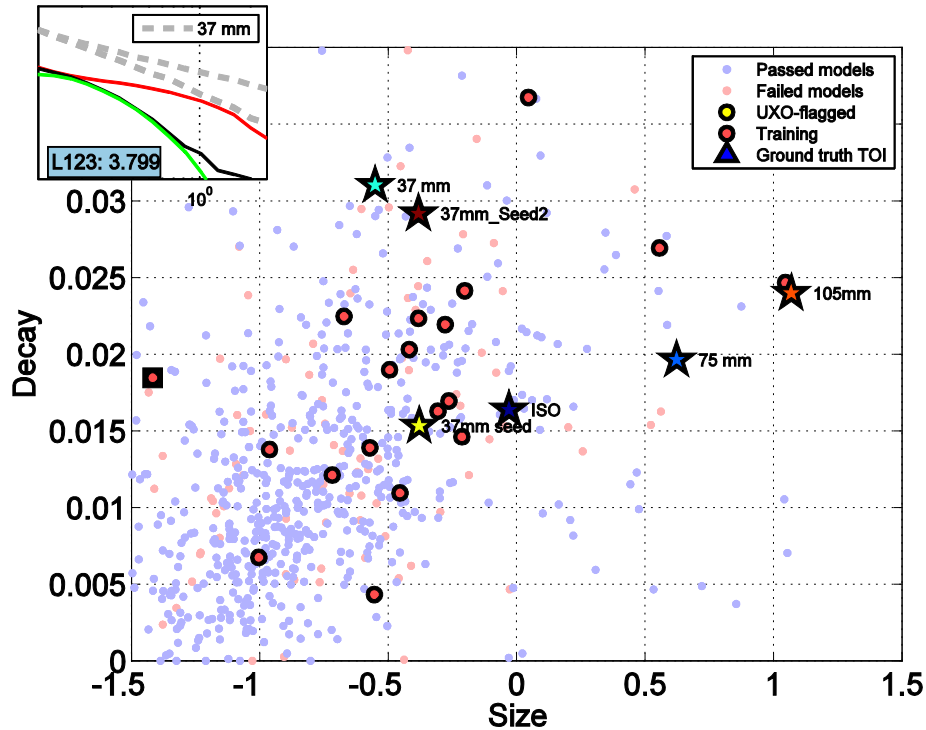 37 mm
L123: 3.799
10⁰
Passed models
Failed models
UXO-flagged
Training
Ground truth TOI
37 mm
37mm_Seed2
105mm
75 mm
ISO
37mm seed
Decay
0.03
0.025
0.02
0.015
0.01
0.005
0
-1.5
-1
-0.5
0
0.5
1
1.5
Size